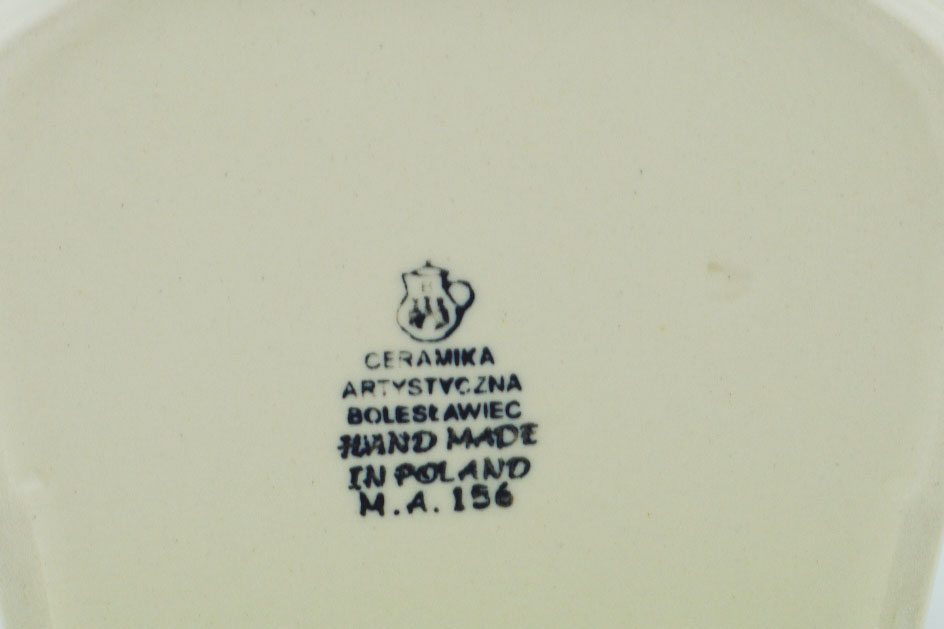 CERAMIKA
ARTYSTYCZNA
BOLESŁAWIEC
HAND MADE
IN POLAND
M.A. 156